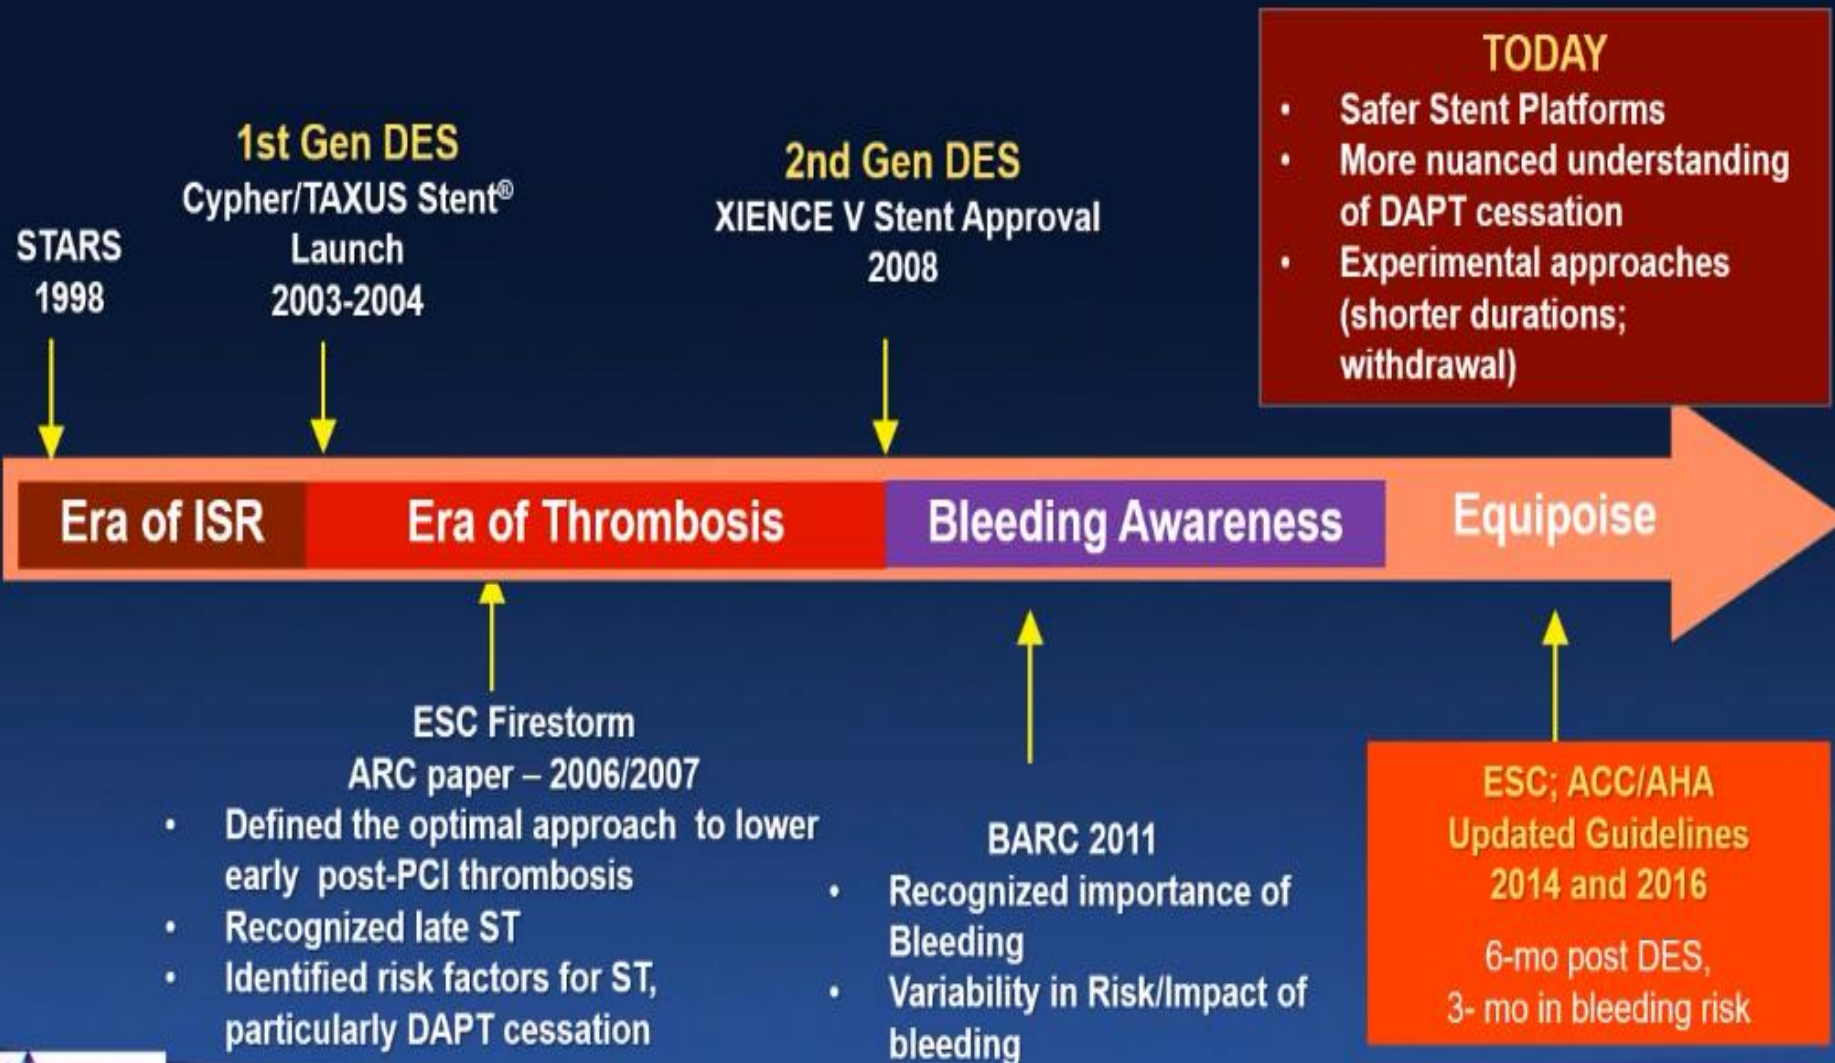 STARS
1998
1st Gen DES
Cypher/TAXUS Stent®
Launch
2003-2004
2nd Gen DES
XIENCE V Stent Approval
2008
TODAY
• Safer Stent Platforms
• More nuanced understanding
of DAPT cessation
• Experimental approaches
(shorter durations;
withdrawal)
Era of ISR
Era of Thrombosis
Bleeding Awareness
Equipoise
ESC Firestorm
ARC paper – 2006/2007
• Defined the optimal approach to lower
early post-PCI thrombosis
• Recognized late ST
• Identified risk factors for ST,
particularly DAPT cessation
BARC 2011
• Recognized importance of
Bleeding
• Variability in Risk/Impact of
bleeding
ESC; ACC/AHA
Updated Guidelines
2014 and 2016
6-mo post DES,
3- mo in bleeding risk